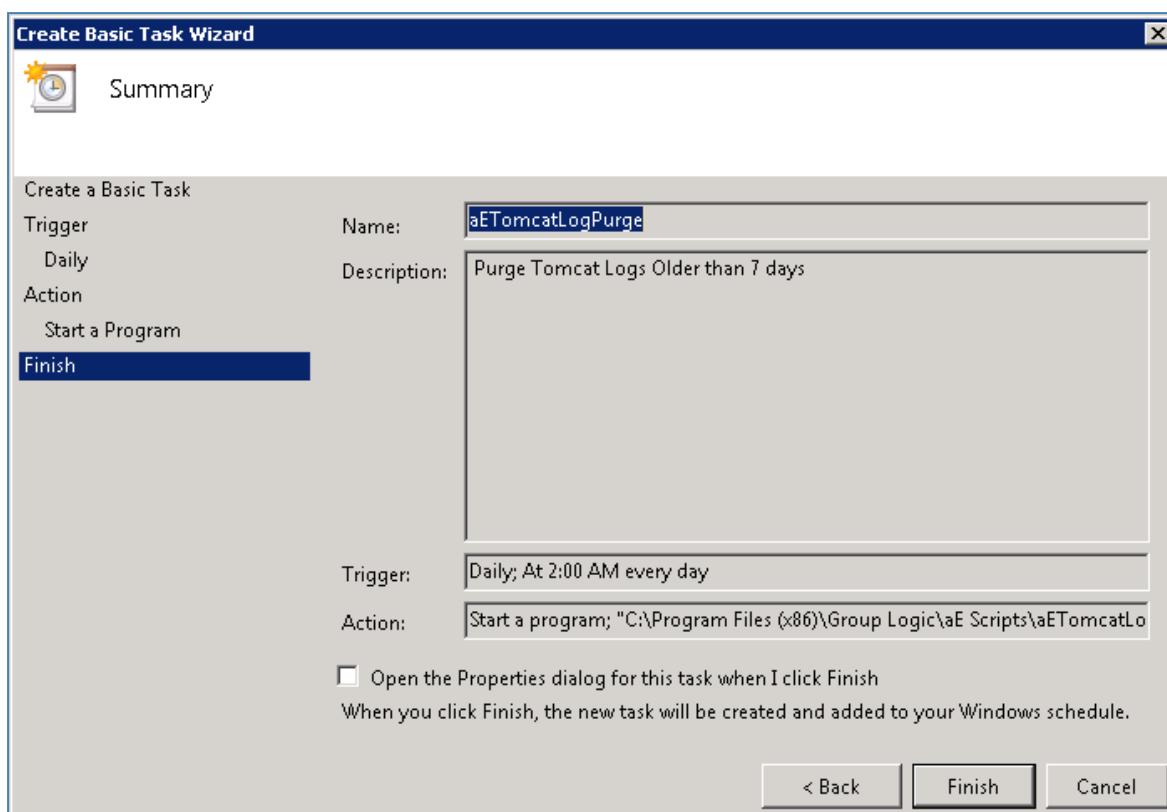 Create Basic Task Wizard
Summary
Create a Basic Task
Trigger
Daily
Action
Start a Program
Finish
Name:
aETomcatLogPurge
Description:
Purge Tomcat Logs Older than 7 days
Trigger:
Daily; At 2:00 AM every day
Action:
Start a program; "C:\Program Files (x86)\Group Logic\aE Scripts\aETomcatLo
Open the Properties dialog for this task when I click Finish
When you click Finish, the new task will be created and added to your Windows schedule.
< Back
Finish
Cancel